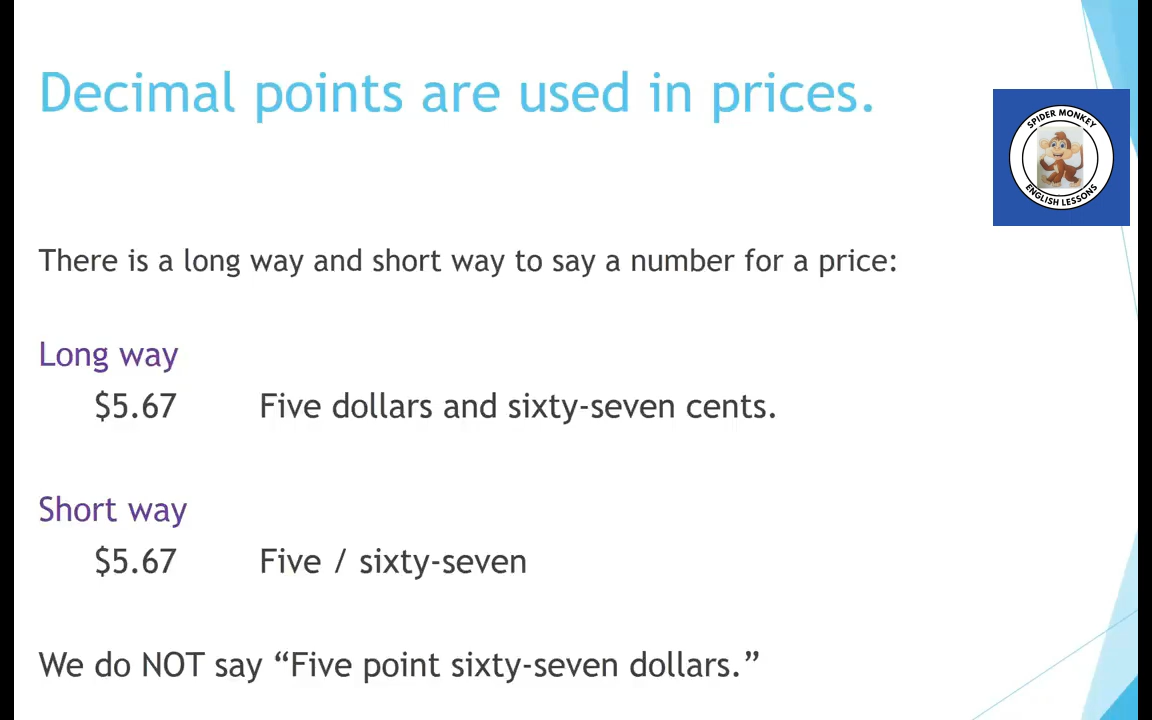 Decimal points are used in prices.
SPIDER MONKEY
ENGLISH LESSONS
There is a long way and short way to say a number for a price:
Long way
$5.67 Five dollars and sixty-seven cents.
Short way
$5.67 Five / sixty-seven
We do NOT say “Five point sixty-seven dollars.”